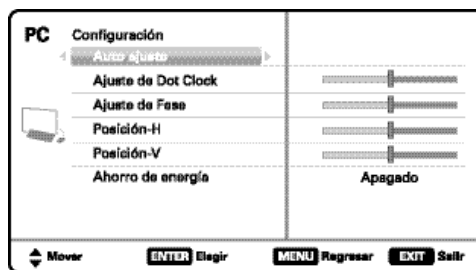 PC
Configuración
Auto ajuste
Ajuste de Dot Clock
Ajuste de Fase
Posición-H
Posición-V
Ahorro de energía Apagado
Mover ENTER Elegir MENU Regresar EXIT Salir